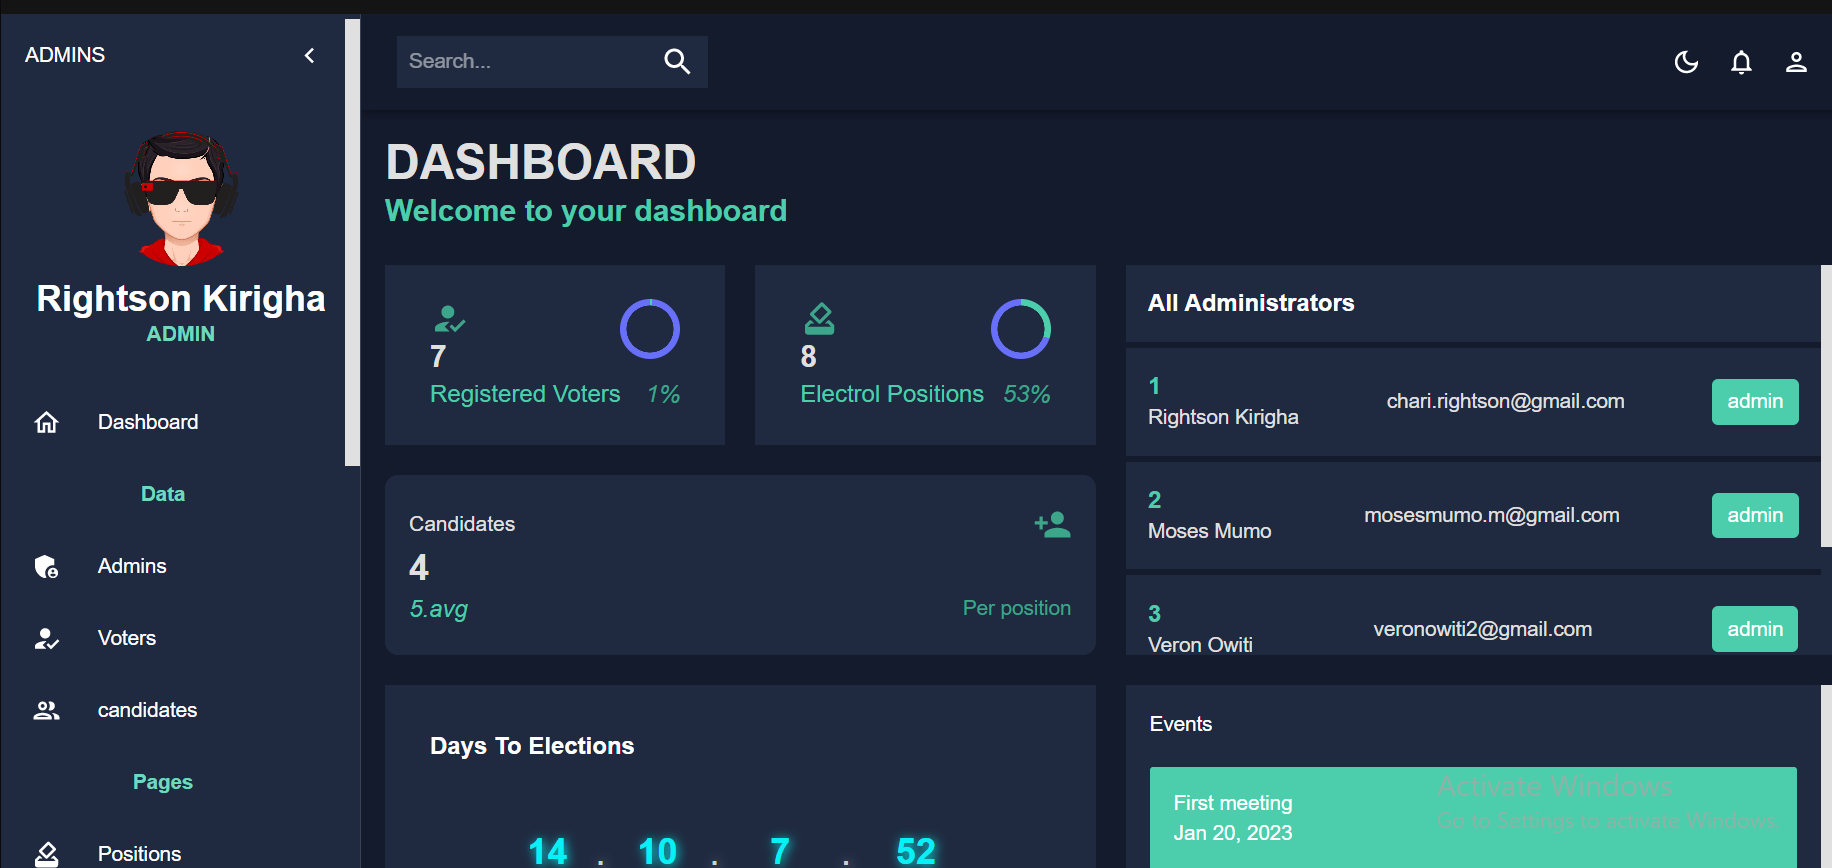 ADMINS
Search...
Rightson Kirigha
ADMIN
Dashboard
Data
Admins
Voters
candidates
Pages
Positions
DASHBOARD
Welcome to your dashboard
7
Registered Voters 1%
8
Electrol Positions 53%
Candidates
4
5.avg Per position
All Administrators
1
Rightson Kirigha chari.rightson@gmail.com admin
2
Moses Mumo mosesmumo.m@gmail.com admin
3
Veron Owiti veronowiti2@gmail.com admin
Days To Elections
14 . 10 . 7 . 52
Events
First meeting
Jan 20, 2023
Activate Windows
Go to Settings to activate Windows.